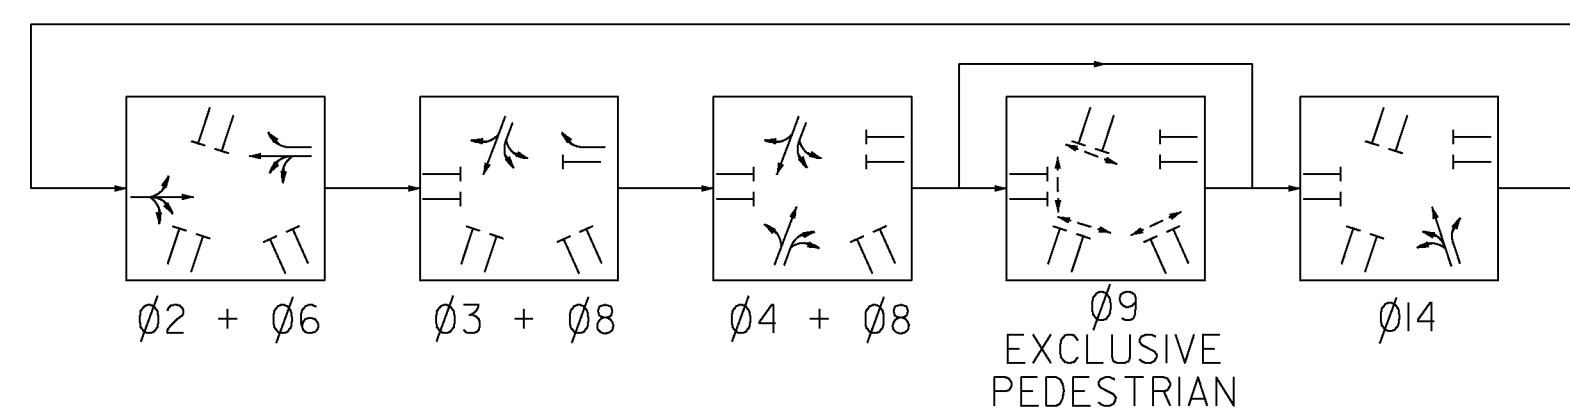 Ø2 + Ø6
Ø3 + Ø8
Ø4 + Ø8
Ø9
EXCLUSIVE
PEDESTRIAN
Ø14